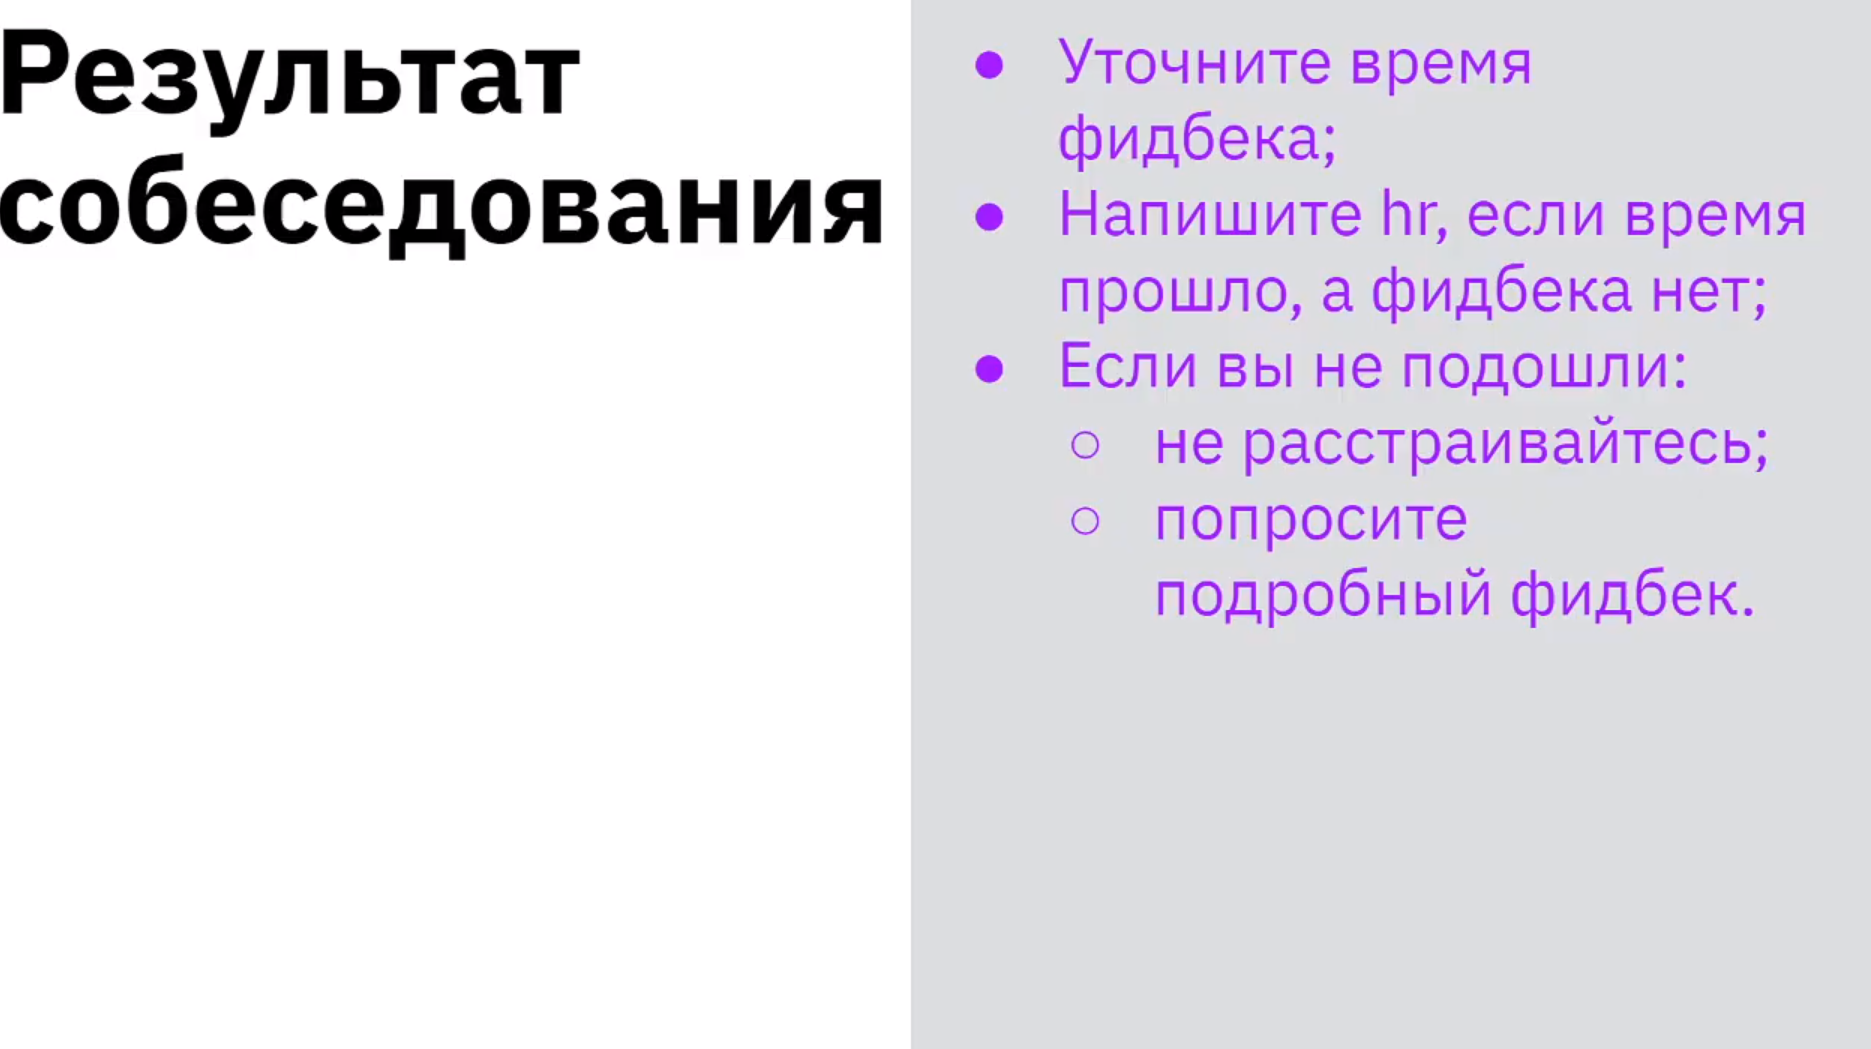 Результат
собеседования
● Уточните время
фидбека;
● Напишите hr, если время
прошло, а фидбека нет;
● Если вы не подошли:
○ не расстраивайтесь;
○ попросите
подробный фидбек.